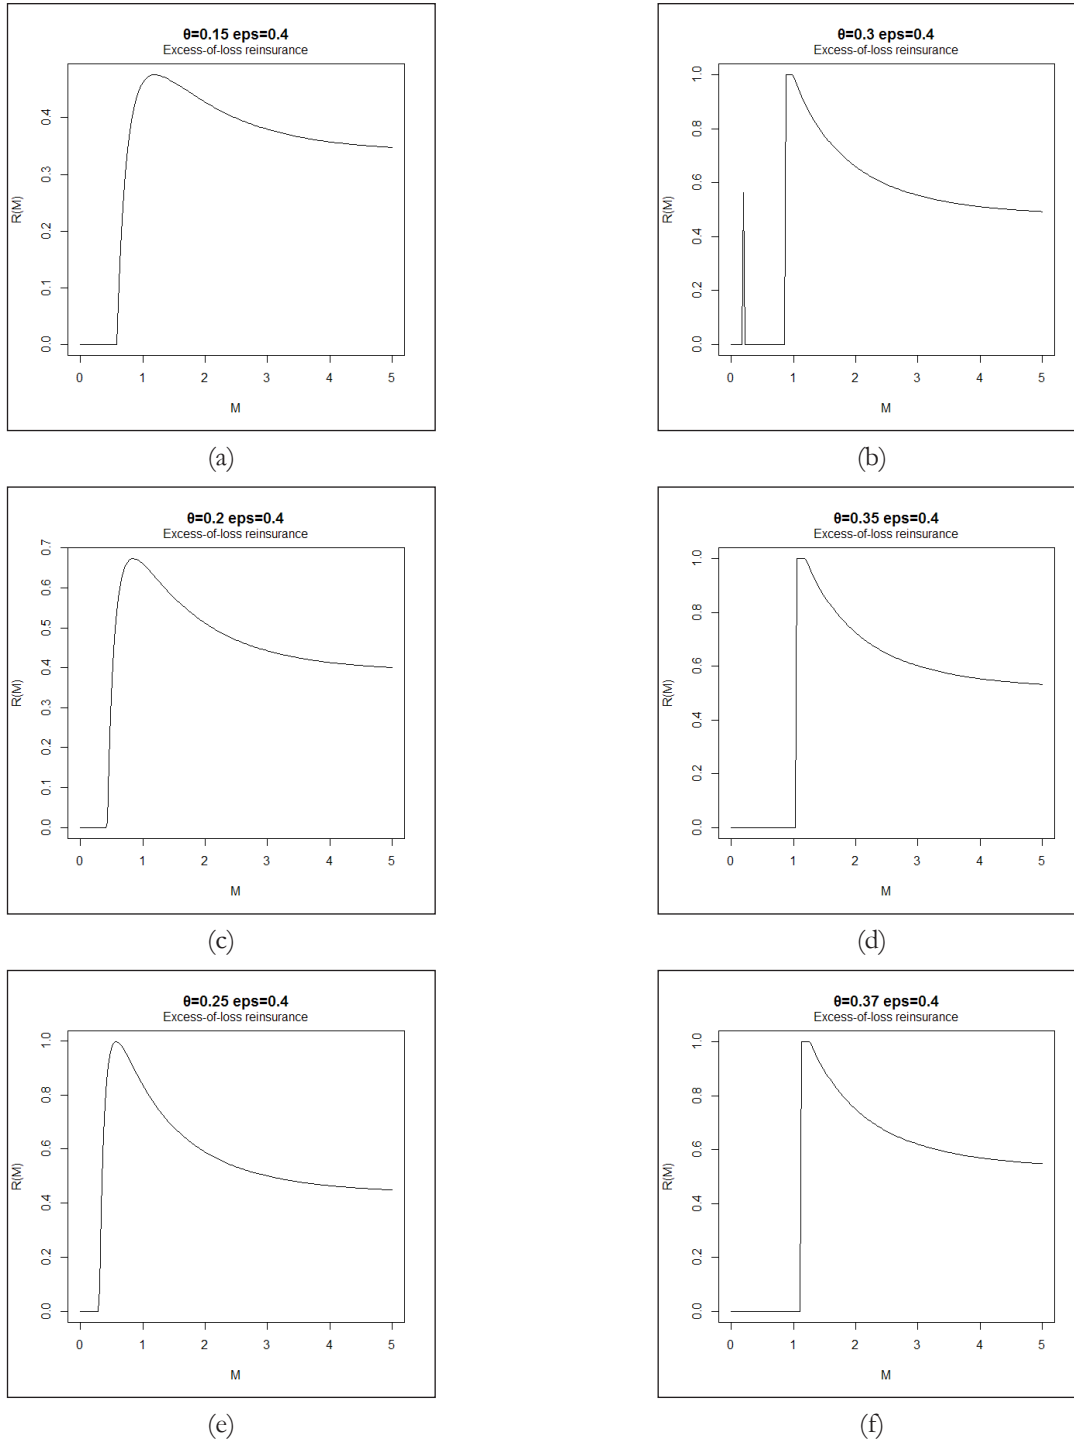 θ=0.15 eps=0.4
Excess-of-loss reinsurance
R(M)
0.0 0.1 0.2 0.3 0.4
0 1 2 3 4 5
M
(a)
θ=0.3 eps=0.4
Excess-of-loss reinsurance
R(M)
0.0 0.2 0.4 0.6 0.8 1.0
0 1 2 3 4 5
M
(b)
θ=0.2 eps=0.4
Excess-of-loss reinsurance
R(M)
0.0 0.1 0.2 0.3 0.4 0.5 0.6 0.7
0 1 2 3 4 5
M
(c)
θ=0.35 eps=0.4
Excess-of-loss reinsurance
R(M)
0.0 0.2 0.4 0.6 0.8 1.0
0 1 2 3 4 5
M
(d)
θ=0.25 eps=0.4
Excess-of-loss reinsurance
R(M)
0.0 0.2 0.4 0.6 0.8 1.0
0 1 2 3 4 5
M
(e)
θ=0.37 eps=0.4
Excess-of-loss reinsurance
R(M)
0.0 0.2 0.4 0.6 0.8 1.0
0 1 2 3 4 5
M
(f)